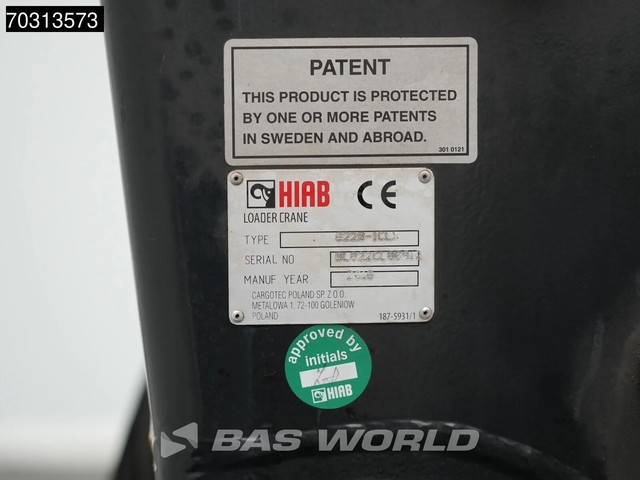 70313573
PATENT
THIS PRODUCT IS PROTECTED
BY ONE OR MORE PATENTS
IN SWEDEN AND ABROAD.
301 0121
HIAB CE
LOADER CRANE
TYPE
SERIAL NO
MANUF YEAR
CARGOTEC POLAND SP. Z O.O.
METALOWA 1, 72-100 GOLENIOW
POLAND 187-5931/1
approved by
initials
HIAB
BAS WORLD